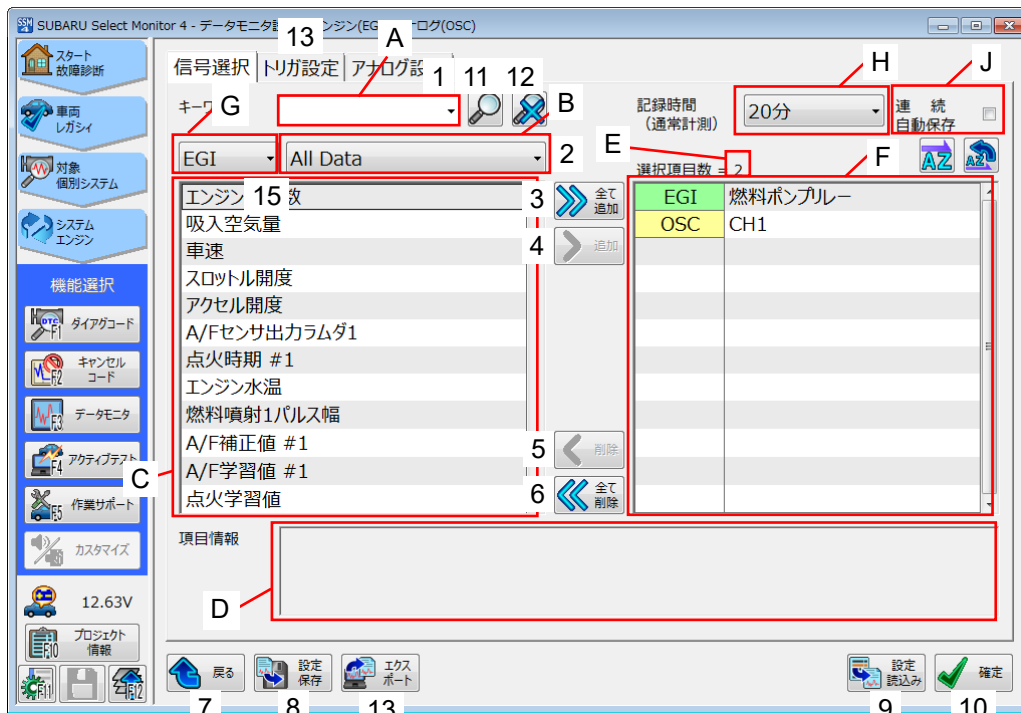 SUBARU Select Monitor 4 - データモニタ
ンジン(EG
ログ(OSC)
スタート
故障診断
車両
レガシィ
対象
個別システム
システム
エンジン
機能選択
F1 ダイアグコード
F2 キャンセル
コード
F3 データモニタ
F4 アクティブテスト
F5 作業サポート
カスタマイズ
12.63V
F10 プロジェクト
情報
F11
F12
13
A
信号選択
トリガ設定
アナログ設
1
11
12
G
B
キーワ
EGI
All Data
2
H
J
記録時間
(通常計測)
20分
連 続
自動保存
E
選択項目数 = 2
F
AZ
AZ
エンジン
15
数
吸入空気量
車速
スロットル開度
アクセル開度
A/Fセンサ出力ラムダ1
点火時期 #1
エンジン水温
燃料噴射1パルス幅
A/F補正値 #1
A/F学習値 #1
点火学習値
C
3
全て
追加
4
追加
5
削除
6
全て
削除
EGI 燃料ポンプリレー
OSC CH1
項目情報
D
戻る
設定
保存
エクス
ポート
設定
読込み
確定
7
8
13
9
10